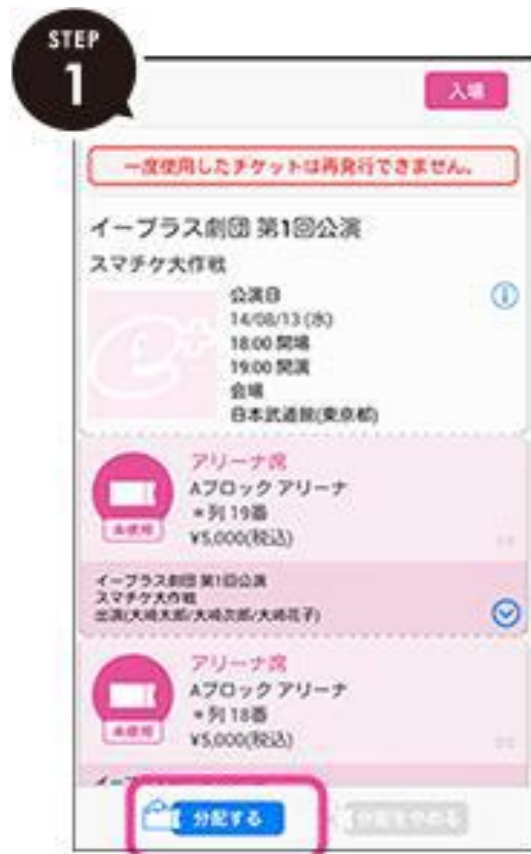 STEP
1
入場
一度使用したチケットは再発行できません。
イープラス劇団 第1回公演
スマチケ大作戦
公演日
14/08/13 (水)
18:00 開場
19:00 開演
会場
日本武道館(東京都)
アリーナ席
Aブロック アリーナ
*列 19番
¥5,000(税込)
未使用
イープラス劇団 第1回公演
スマチケ大作戦
出演(大崎太郎/大崎次郎/大崎花子)
アリーナ席
Aブロック アリーナ
*列 18番
¥5,000(税込)
未使用
分配する
分配をやめる